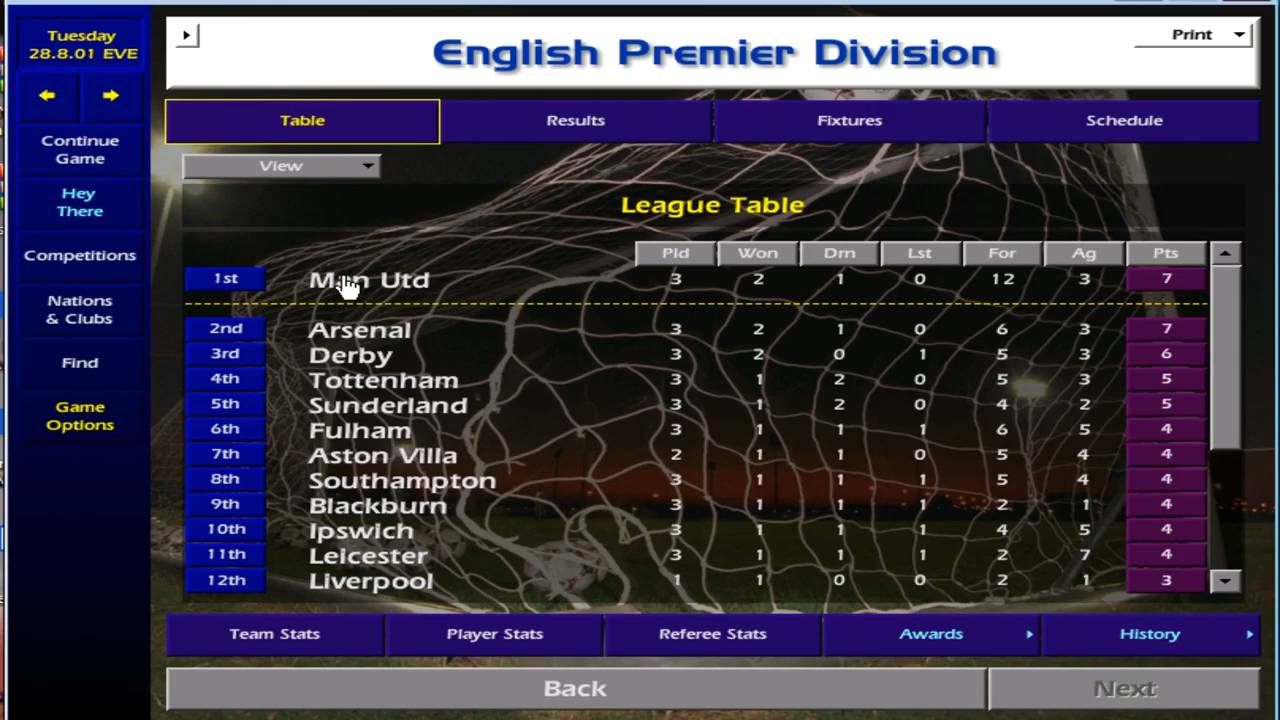 Tuesday
28.8.01 EVE
Continue
Game
Hey
There
Competitions
Nations
& Clubs
Find
Game
Options
English Premier Division
Print
Table Results Fixtures Schedule
View
League Table
Pld Won Drn Lst For Ag Pts
1st Man Utd 3 2 1 0 12 3 7
2nd Arsenal 3 2 1 0 6 3 7
3rd Derby 3 2 0 1 5 3 6
4th Tottenham 3 1 2 0 5 3 5
5th Sunderland 3 1 2 0 4 2 5
6th Fulham 3 1 1 1 6 5 4
7th Aston Villa 2 1 1 0 5 4 4
8th Southampton 3 1 1 1 5 4 4
9th Blackburn 3 1 1 1 2 1 4
10th Ipswich 3 1 1 1 4 5 4
11th Leicester 3 1 1 1 2 7 4
12th Liverpool 1 1 0 0 2 1 3
Team Stats Player Stats Referee Stats Awards History
Back Next